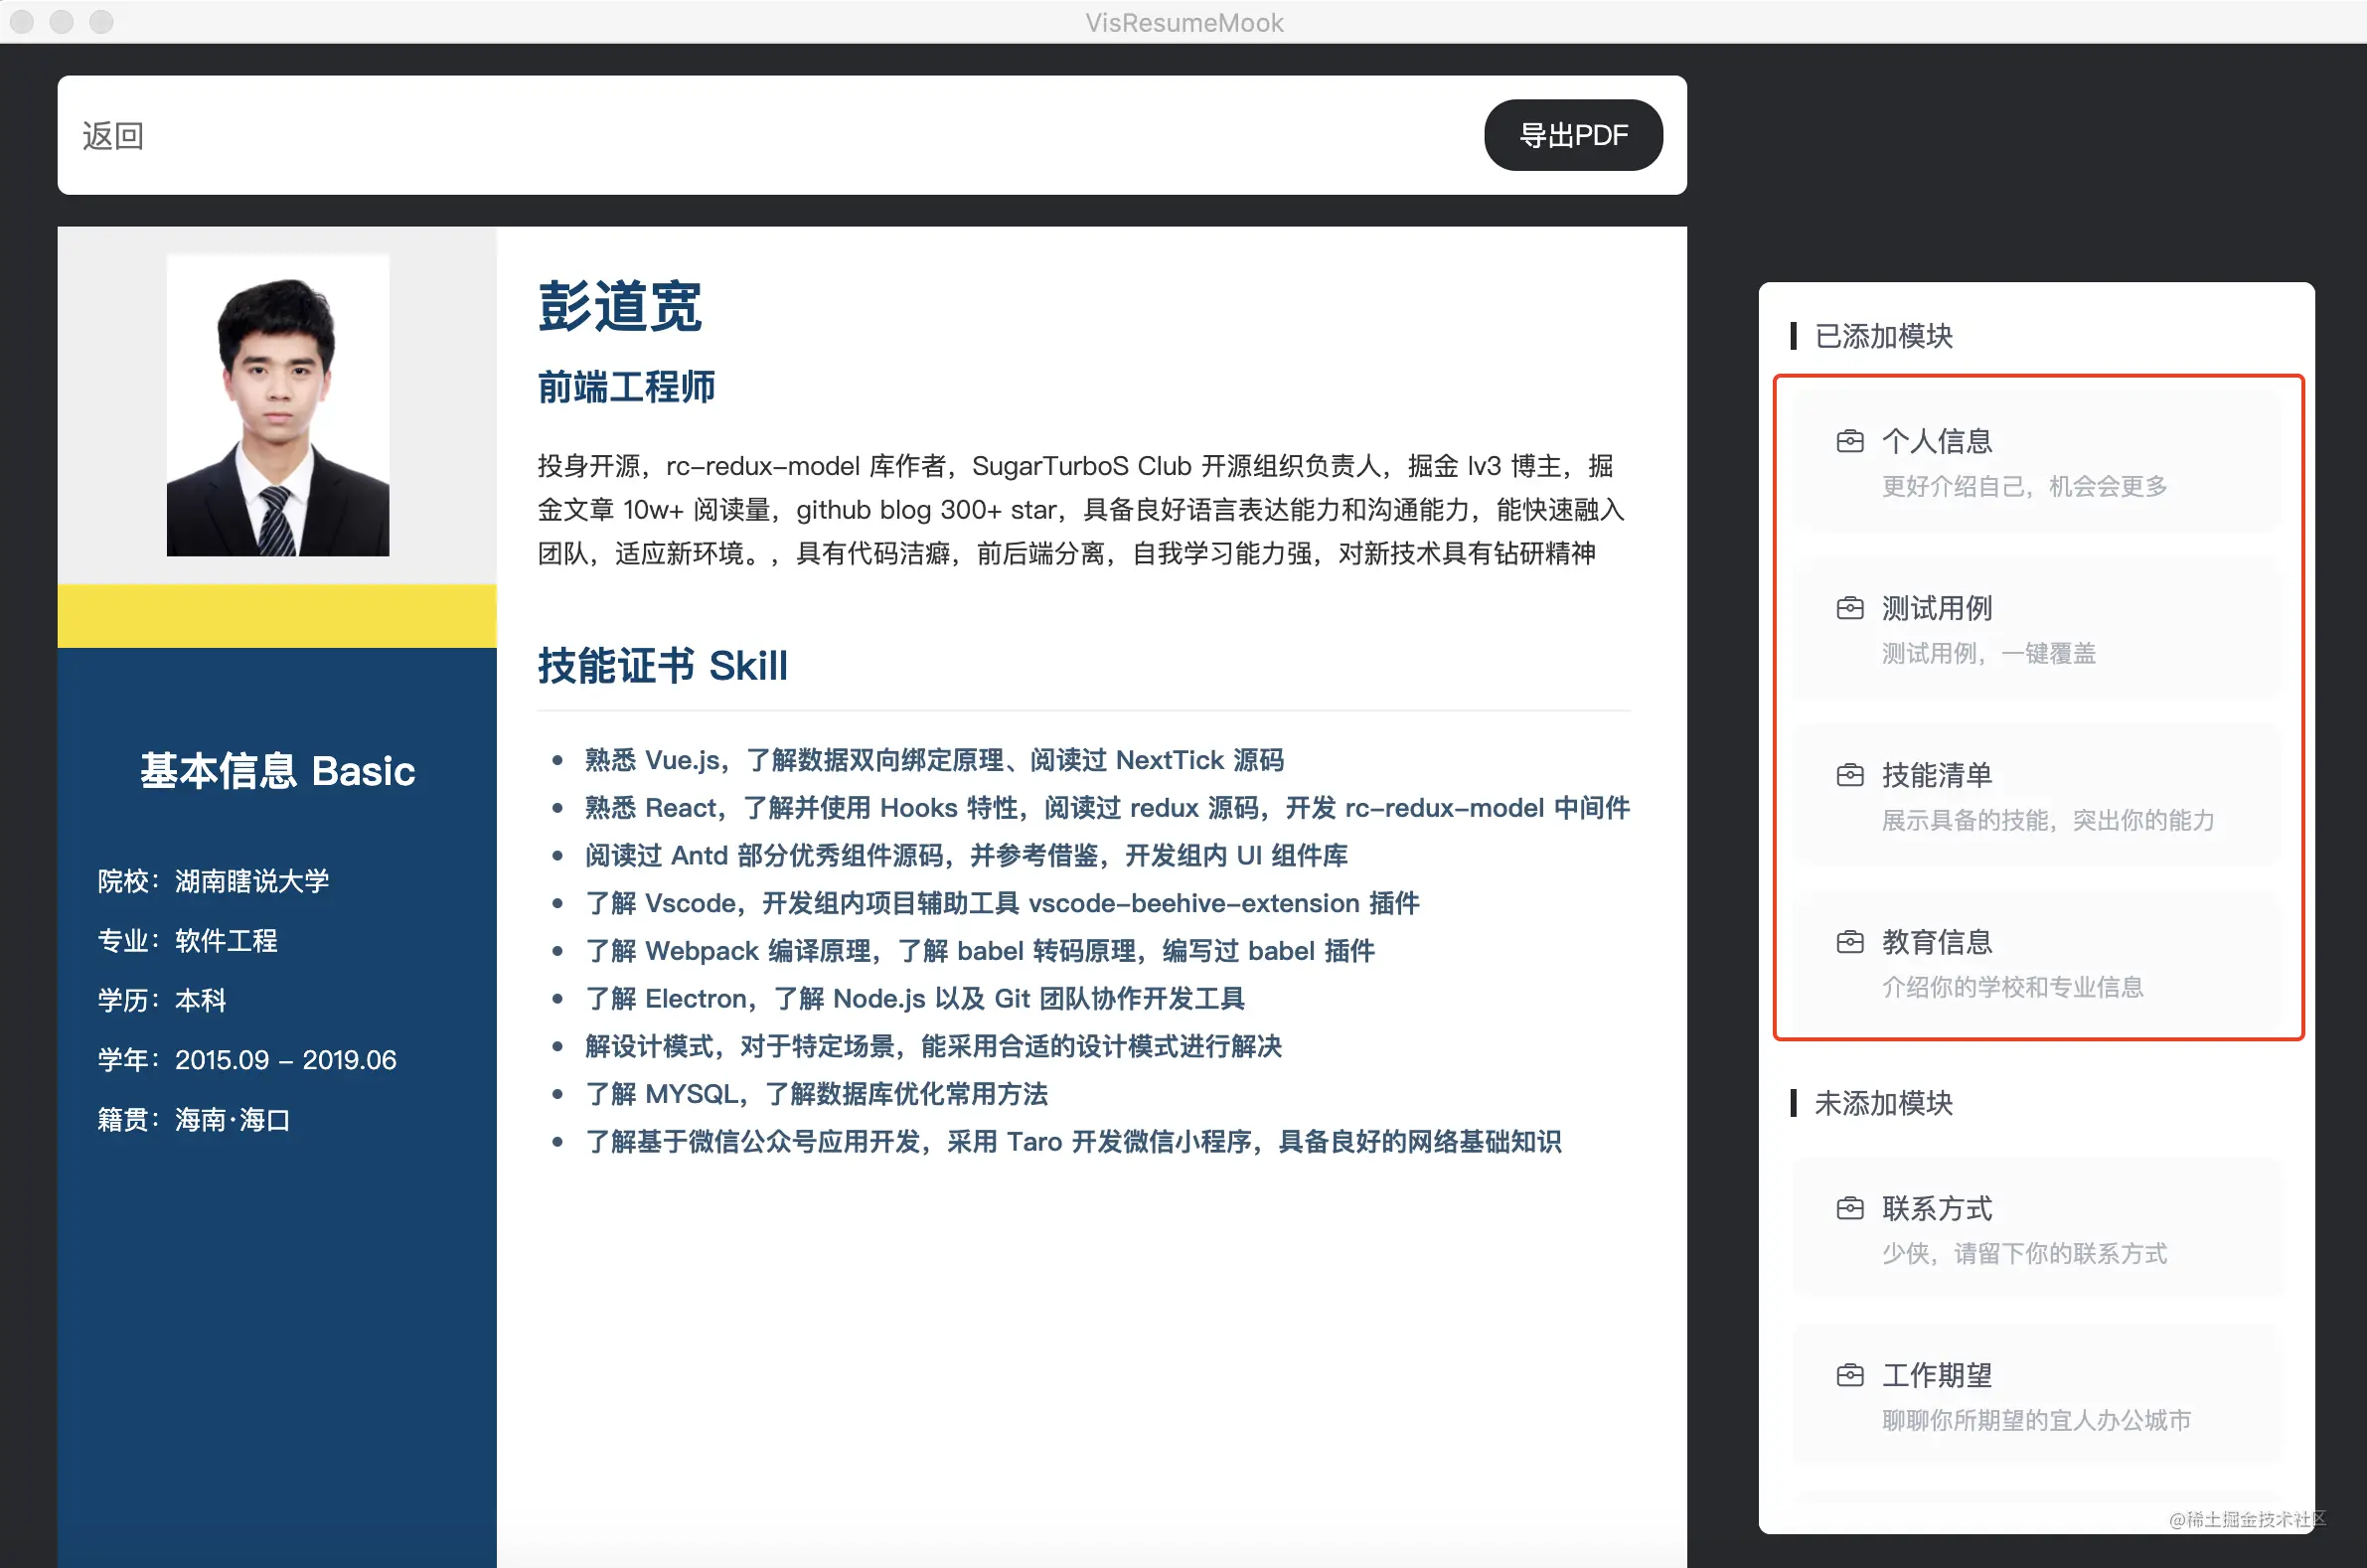 VisResumeMook
返回
导出PDF
彭道宽
前端工程师
投身开源，rc-redux-model 库作者，SugarTurboS Club 开源组织负责人，掘金 lv3 博主，掘
金文章 10w+ 阅读量，github blog 300+ star，具备良好语言表达能力和沟通能力，能快速融入
团队，适应新环境。，具有代码洁癖，前后端分离，自我学习能力强，对新技术具有钻研精神
技能证书 Skill
• 熟悉 Vue.js，了解数据双向绑定原理、阅读过 NextTick 源码
• 熟悉 React，了解并使用 Hooks 特性，阅读过 redux 源码，开发 rc-redux-model 中间件
• 阅读过 Antd 部分优秀组件源码，并参考借鉴，开发组内 UI 组件库
• 了解 Vscode，开发组内项目辅助工具 vscode-beehive-extension 插件
• 了解 Webpack 编译原理，了解 babel 转码原理，编写过 babel 插件
• 了解 Electron，了解 Node.js 以及 Git 团队协作开发工具
• 解设计模式，对于特定场景，能采用合适的设计模式进行解决
• 了解 MYSQL，了解数据库优化常用方法
• 了解基于微信公众号应用开发，采用 Taro 开发微信小程序，具备良好的网络基础知识
基本信息 Basic
院校：湖南瞎说大学
专业：软件工程
学历：本科
学年：2015.09 - 2019.06
籍贯：海南·海口
已添加模块
个人信息
更好介绍自己，机会会更多
测试用例
测试用例，一键覆盖
技能清单
展示具备的技能，突出你的能力
教育信息
介绍你的学校和专业信息
未添加模块
联系方式
少侠，请留下你的联系方式
工作期望
聊聊你所期望的宜人办公城市
@稀土掘金技术社区